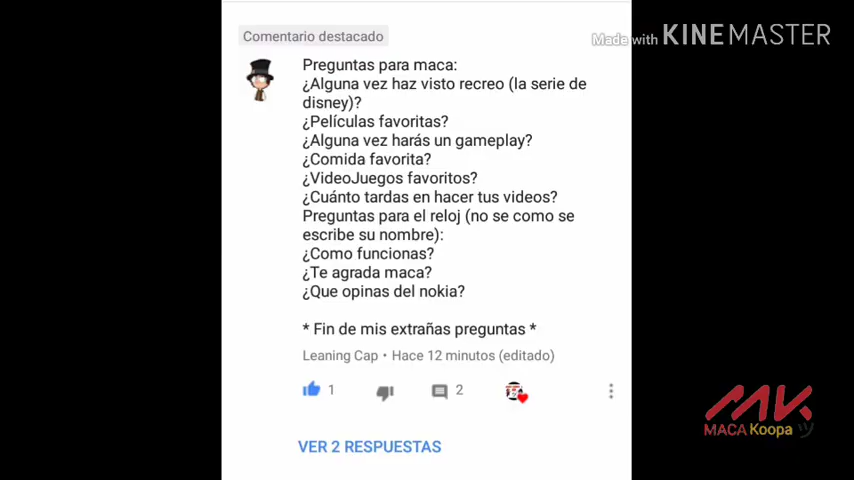 Comentario destacado
Made with KINEMASTER
Preguntas para maca:
¿Alguna vez haz visto recreo (la serie de
disney)?
¿Películas favoritas?
¿Alguna vez harás un gameplay?
¿Comida favorita?
¿VideoJuegos favoritos?
¿Cuánto tardas en hacer tus videos?
Preguntas para el reloj (no se como se
escribe su nombre):
¿Como funcionas?
¿Te agrada maca?
¿Que opinas del nokia?
* Fin de mis extrañas preguntas *
Leaning Cap • Hace 12 minutos (editado)
1
2
VER 2 RESPUESTAS
MK
MACA Koopa ツ